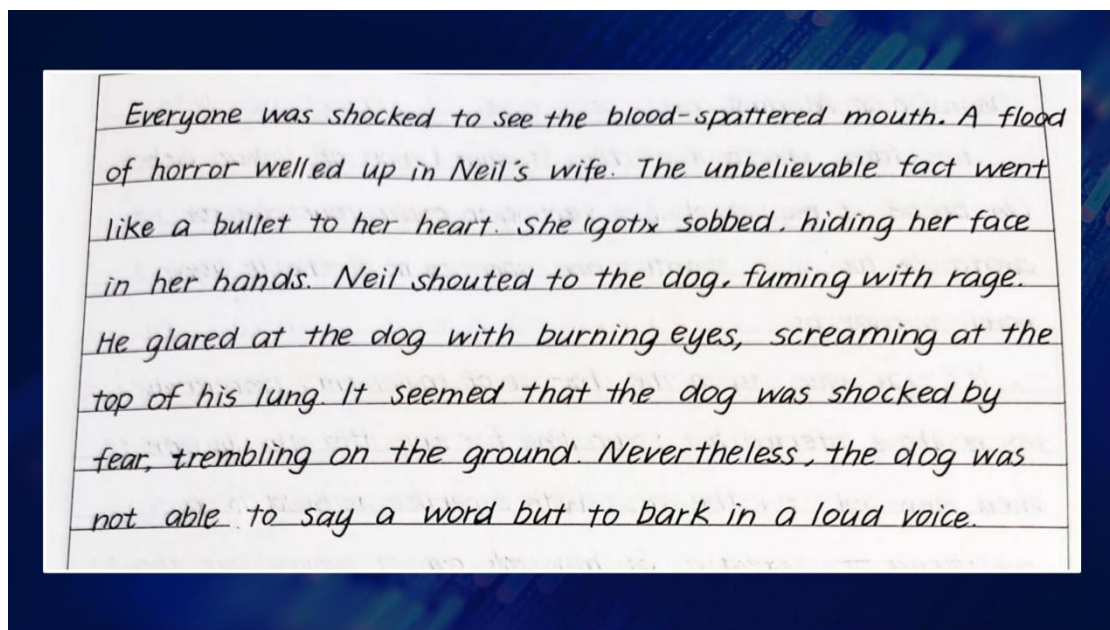 Everyone was shocked to see the blood-spattered mouth. A flood
of horror welled up in Neil's wife. The unbelievable fact went
like a bullet to her heart. She (got)x sobbed, hiding her face
in her hands. Neil shouted to the dog, fuming with rage.
He glared at the dog with burning eyes, screaming at the
top of his lung. It seemed that the dog was shocked by
fear, trembling on the ground. Nevertheless, the dog was
not able to say a word but to bark in a loud voice.